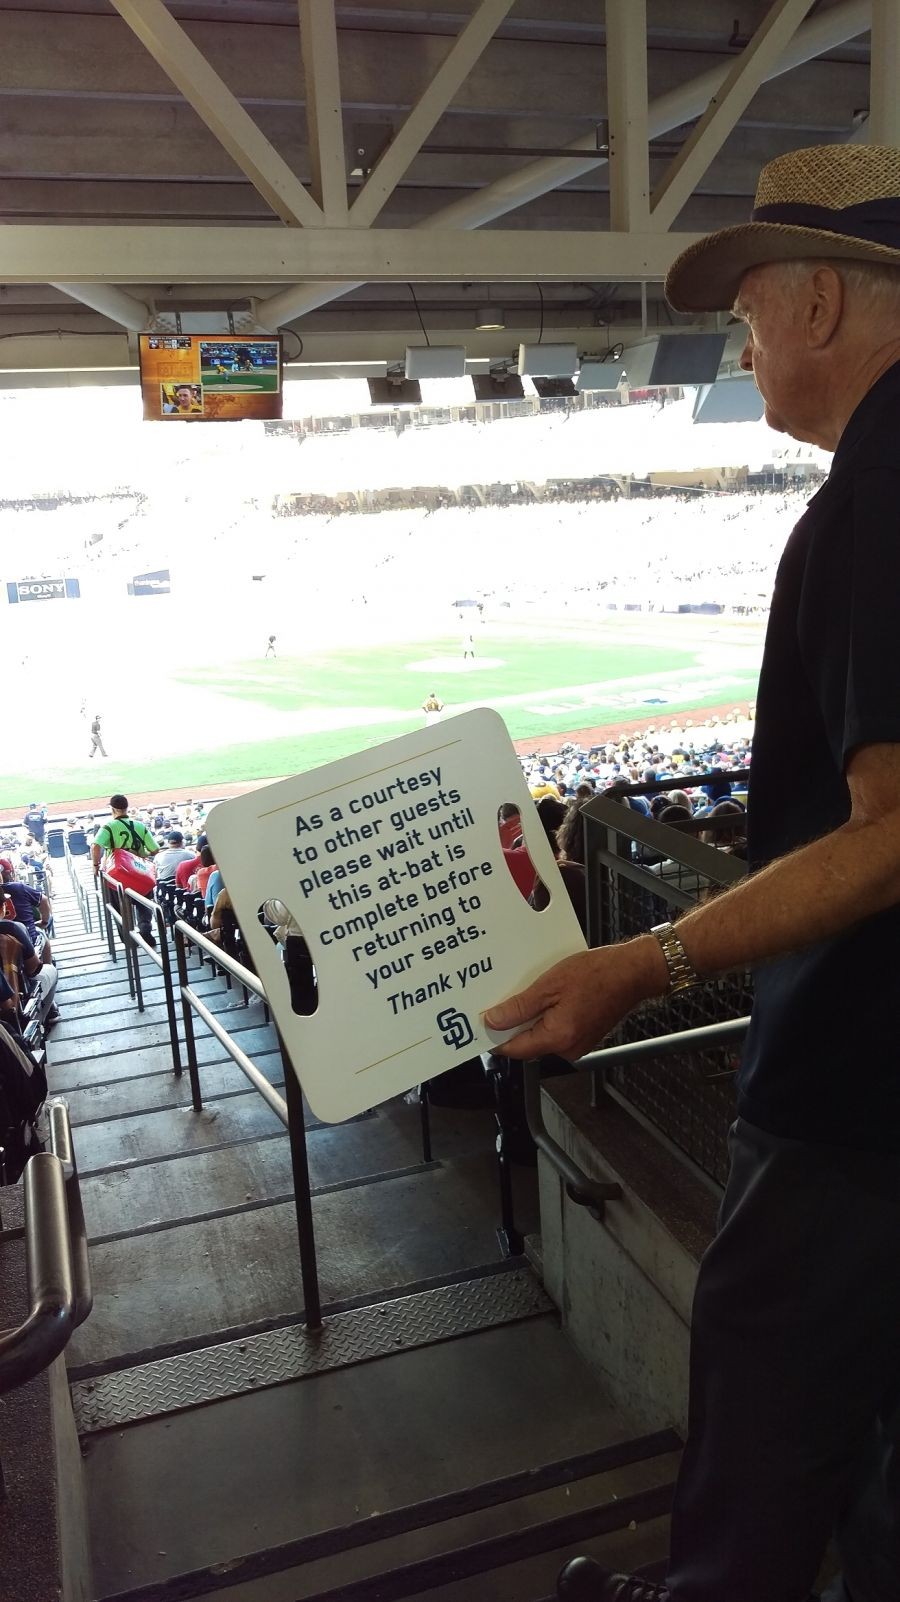 SONY
As a courtesy
to other guests
please wait until
this at-bat is
complete before
returning to
your seats.
Thank you
SD